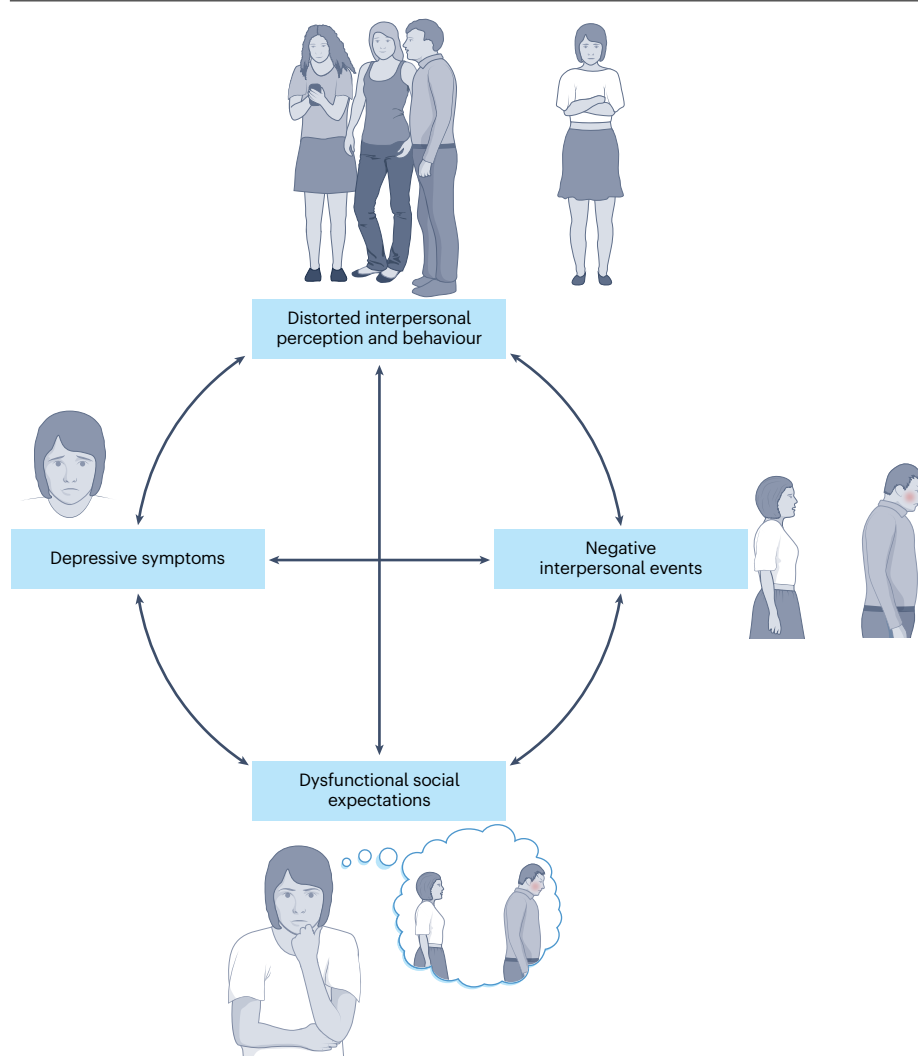 Distorted interpersonal
perception and behaviour
Depressive symptoms
Negative
interpersonal events
Dysfunctional social
expectations